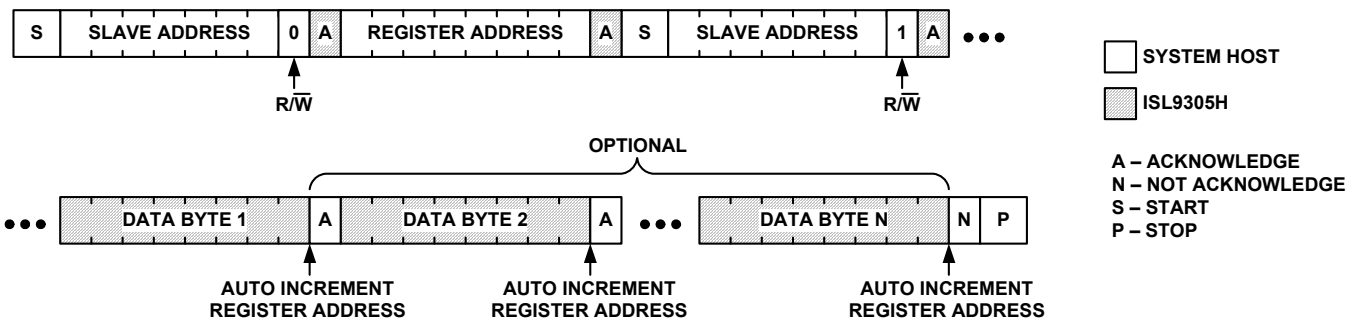 S SLAVE ADDRESS 0 A REGISTER ADDRESS A S SLAVE ADDRESS 1 A •••
R/W̅ R/W̅
SYSTEM HOST
ISL9305H
OPTIONAL
A – ACKNOWLEDGE
N – NOT ACKNOWLEDGE
S – START
P – STOP
••• DATA BYTE 1 A DATA BYTE 2 A ••• DATA BYTE N N P
AUTO INCREMENT AUTO INCREMENT AUTO INCREMENT
REGISTER ADDRESS REGISTER ADDRESS REGISTER ADDRESS